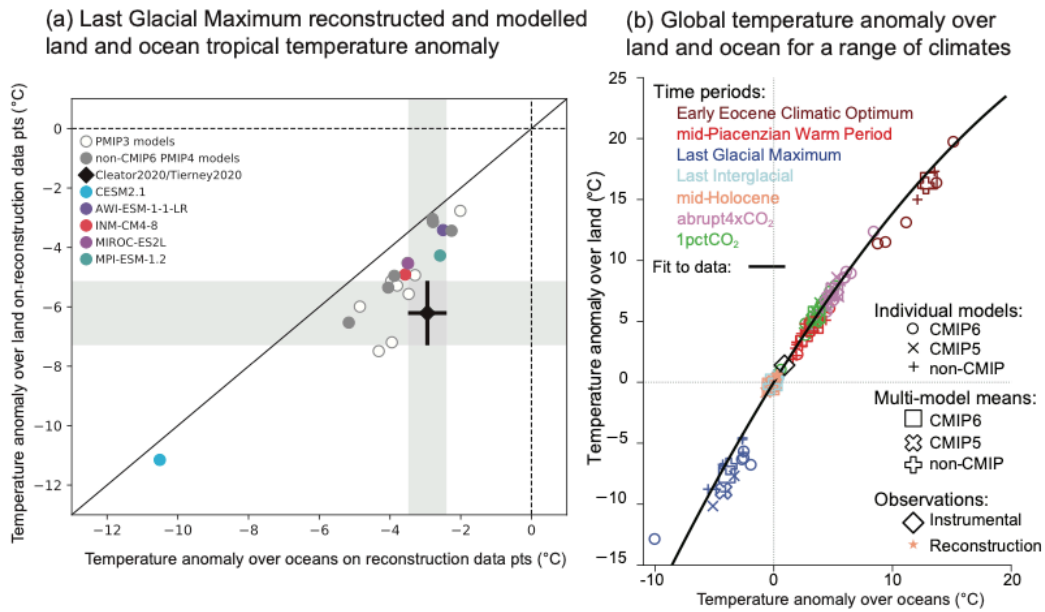 (a) Last Glacial Maximum reconstructed and modelled
land and ocean tropical temperature anomaly
Temperature anomaly over land on-reconstruction data pts (°C)
0
−2
−4
−6
−8
−10
−12
PMIP3 models
non-CMIP6 PMIP4 models
Cleator2020/Tierney2020
CESM2.1
AWI-ESM-1-1-LR
INM-CM4-8
MIROC-ES2L
MPI-ESM-1.2
−12 −10 −8 −6 −4 −2 0
Temperature anomaly over oceans on reconstruction data pts (°C)
(b) Global temperature anomaly over
land and ocean for a range of climates
Temperature anomaly over land (°C)
25
20
15
10
5
0
−5
−10
−15
Time periods:
Early Eocene Climatic Optimum
mid-Piacenzian Warm Period
Last Glacial Maximum
Last Interglacial
mid-Holocene
abrupt4xCO₂
1pctCO₂
Fit to data:
Individual models:
CMIP6
CMIP5
non-CMIP
Multi-model means:
CMIP6
CMIP5
non-CMIP
Observations:
Instrumental
Reconstruction
-10 0 10 20
Temperature anomaly over oceans (°C)